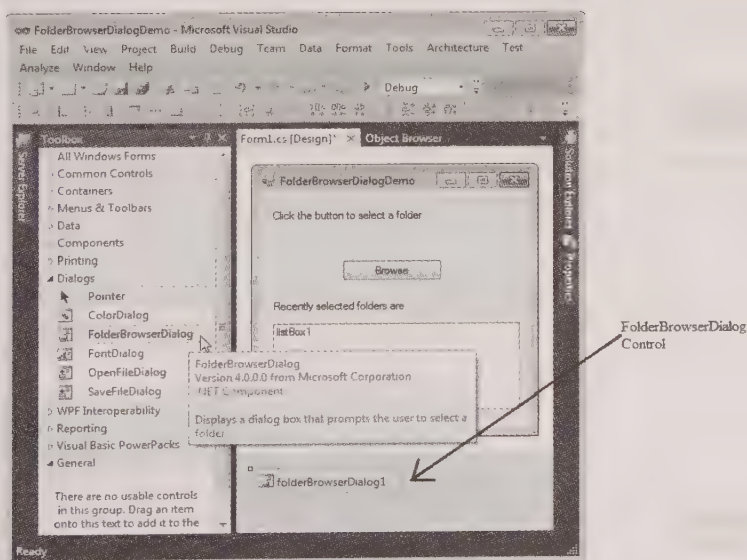 FolderBrowserDialogDemo - Microsoft Visual Studio
File Edit View Project Build Debug Team Data Format Tools Architecture Test
Analyze Window Help
Debug
Server Explorer
Toolbox
All Windows Forms
Common Controls
Containers
Menus & Toolbars
Data
Components
Printing
Dialogs
Pointer
ColorDialog
FolderBrowserDialog
FontDialog
OpenFileDialog
SaveFileDialog
WPF Interoperability
Reporting
Visual Basic PowerPacks
General
There are no usable controls
in this group. Drag an item
onto this text to add it to the
Form1.cs [Design]* Object Browser
FolderBrowserDialogDemo
Click the button to select a folder
Browse
Recently selected folders are
listBox1
FolderBrowserDialog
Version 4.0.0.0 from Microsoft Corporation
.NET Component
Displays a dialog box that prompts the user to select a
folder
folderBrowserDialog1
Solution Explorer
Properties
FolderBrowserDialog
Control
Ready